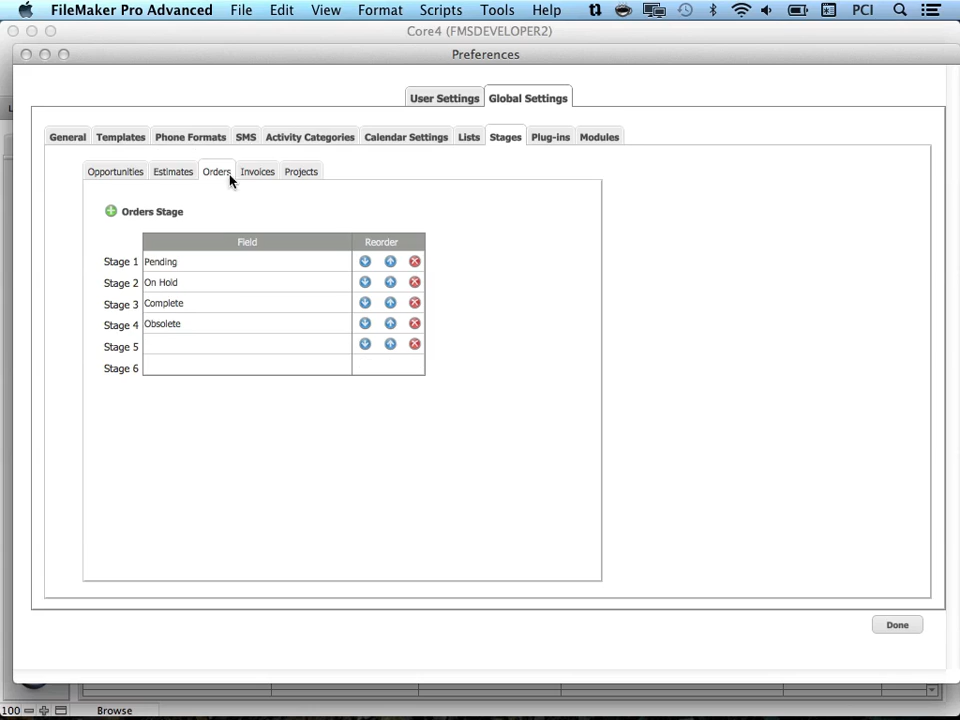 FileMaker Pro Advanced File Edit View Format Scripts Tools Window Help PCI
Core4 (FMSDEVELOPER2)
Preferences
User Settings Global Settings
General Templates Phone Formats SMS Activity Categories Calendar Settings Lists Stages Plug-ins Modules
Opportunities Estimates Orders Invoices Projects
Orders Stage
Field Reorder
Stage 1 Pending
Stage 2 On Hold
Stage 3 Complete
Stage 4 Obsolete
Stage 5
Stage 6
Done
100 Browse